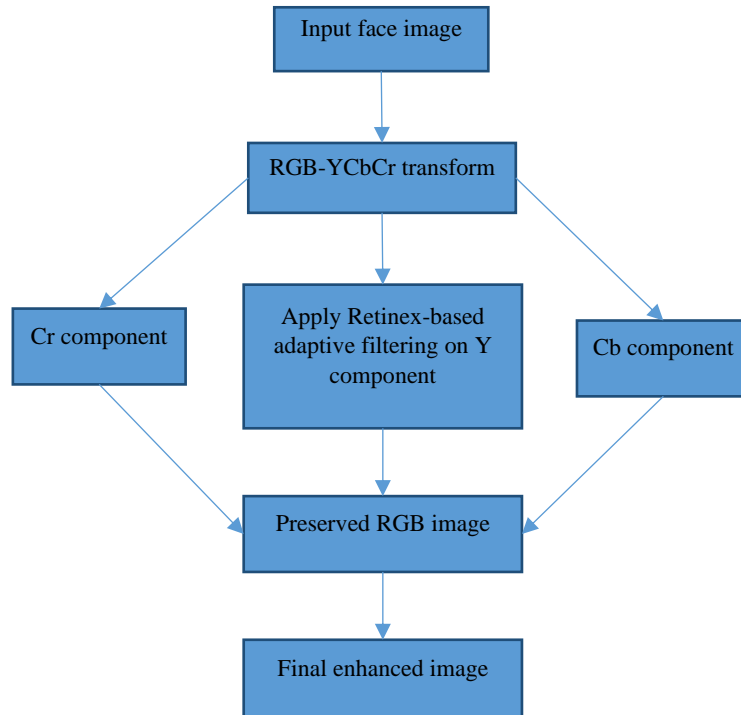 Input face image
RGB-YCbCr transform
Cr component
Apply Retinex-based
adaptive filtering on Y
component
Cb component
Preserved RGB image
Final enhanced image